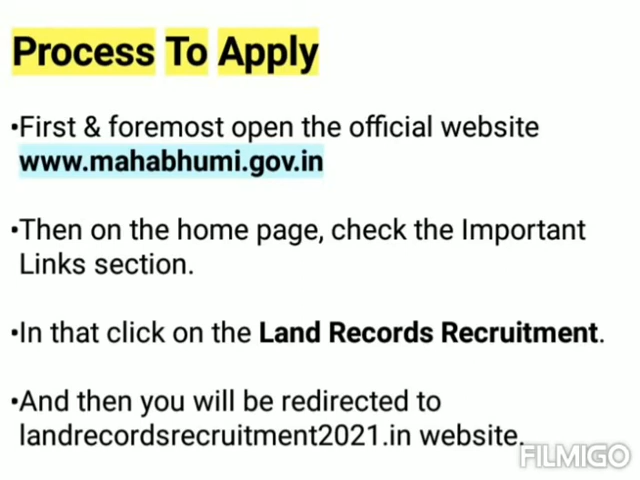 Process To Apply
•First & foremost open the official website
www.mahabhumi.gov.in
•Then on the home page, check the Important
Links section.
•In that click on the Land Records Recruitment.
•And then you will be redirected to
landrecordsrecruitment2021.in website.
FILMIGO